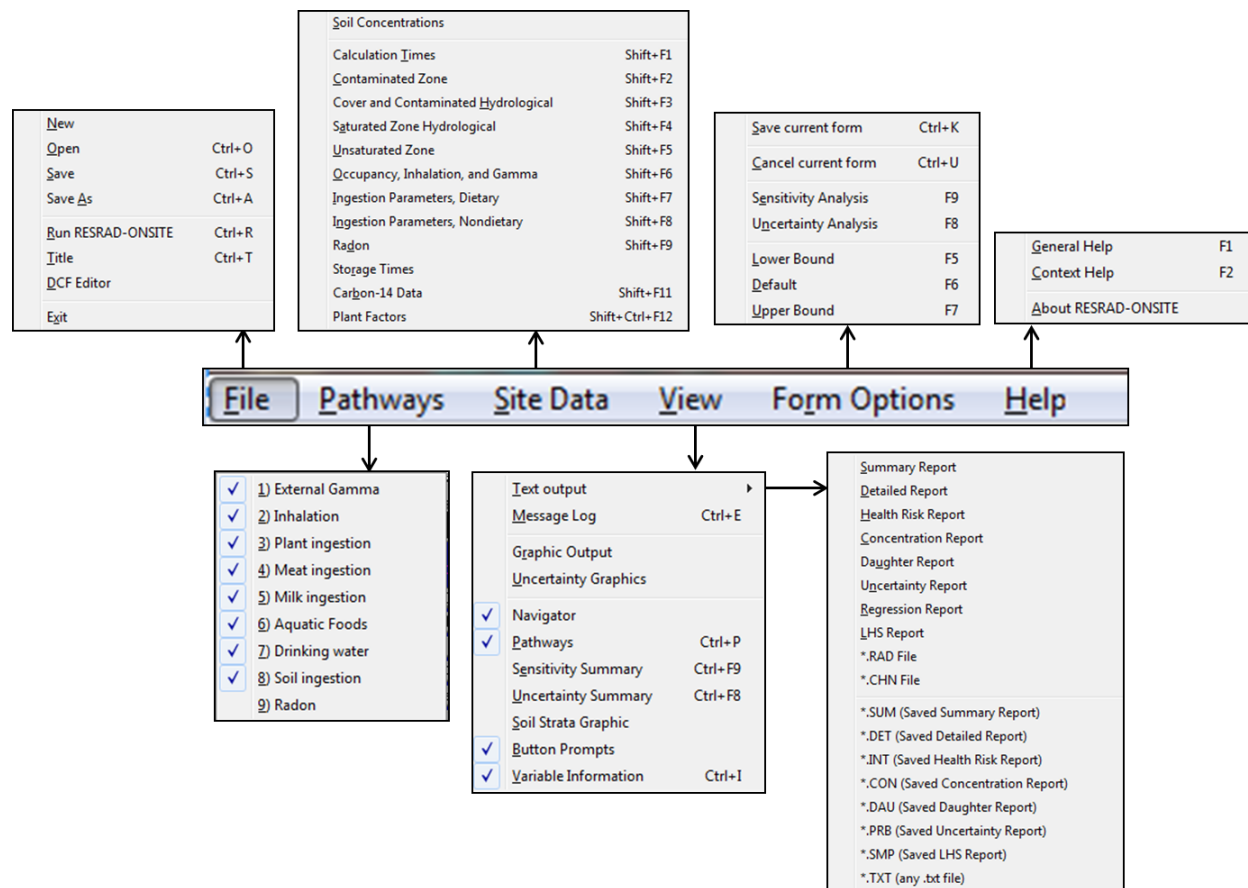 Soil Concentrations
Calculation Times Shift+F1
Contaminated Zone Shift+F2
Cover and Contaminated Hydrological Shift+F3
Saturated Zone Hydrological Shift+F4
Unsaturated Zone Shift+F5
Occupancy, Inhalation, and Gamma Shift+F6
Ingestion Parameters, Dietary Shift+F7
Ingestion Parameters, Nondietary Shift+F8
Radon Shift+F9
Storage Times
Carbon-14 Data Shift+F11
Plant Factors Shift+Ctrl+F12
New
Open Ctrl+O
Save Ctrl+S
Save As Ctrl+A
Run RESRAD-ONSITE Ctrl+R
Title Ctrl+T
DCF Editor
Exit
Save current form Ctrl+K
Cancel current form Ctrl+U
Sensitivity Analysis F9
Uncertainty Analysis F8
Lower Bound F5
Default F6
Upper Bound F7
General Help F1
Context Help F2
About RESRAD-ONSITE
File Pathways Site Data View Form Options Help
1) External Gamma
2) Inhalation
3) Plant ingestion
4) Meat ingestion
5) Milk ingestion
6) Aquatic Foods
7) Drinking water
8) Soil ingestion
9) Radon
Text output
Message Log Ctrl+E
Graphic Output
Uncertainty Graphics
Navigator
Pathways Ctrl+P
Sensitivity Summary Ctrl+F9
Uncertainty Summary Ctrl+F8
Soil Strata Graphic
Button Prompts
Variable Information Ctrl+I
Summary Report
Detailed Report
Health Risk Report
Concentration Report
Daughter Report
Uncertainty Report
Regression Report
LHS Report
*.RAD File
*.CHN File
*.SUM (Saved Summary Report)
*.DET (Saved Detailed Report)
*.INT (Saved Health Risk Report)
*.CON (Saved Concentration Report)
*.DAU (Saved Daughter Report)
*.PRB (Saved Uncertainty Report)
*.SMP (Saved LHS Report)
*.TXT (any .txt file)